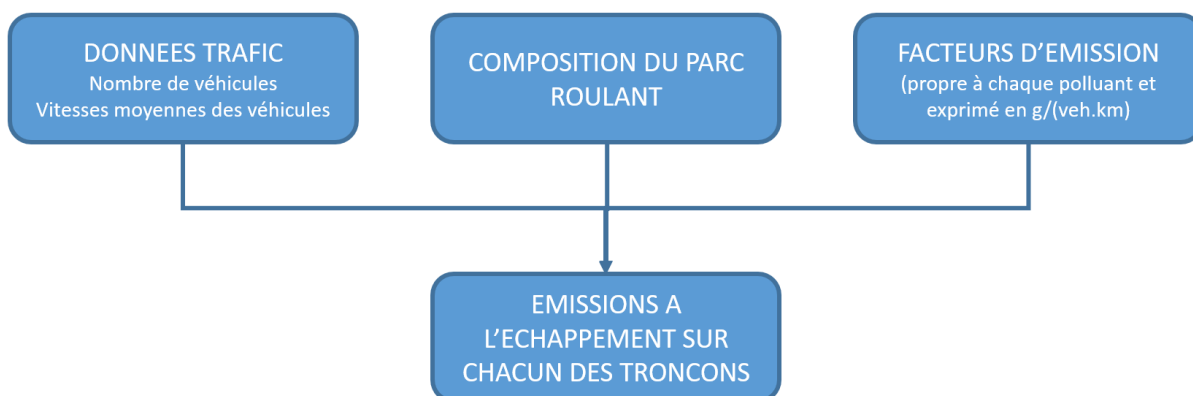 DONNEES TRAFIC
Nombre de véhicules
Vitesses moyennes des véhicules
COMPOSITION DU PARC
ROULANT
FACTEURS D'EMISSION
(propre à chaque polluant et
exprimé en g/(veh.km)
EMISSIONS A
L'ECHAPPEMENT SUR
CHACUN DES TRONCONS